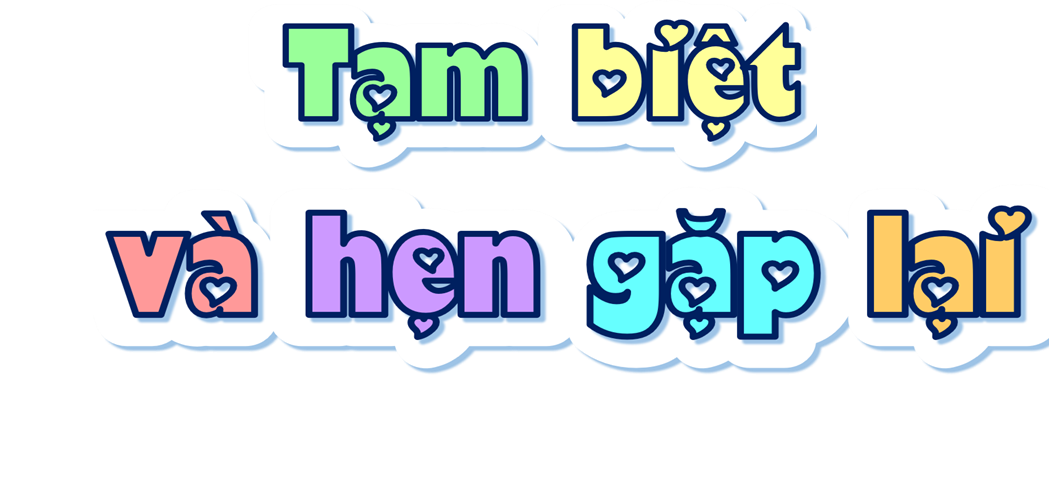 Tạm biệt
và hẹn gặp lại